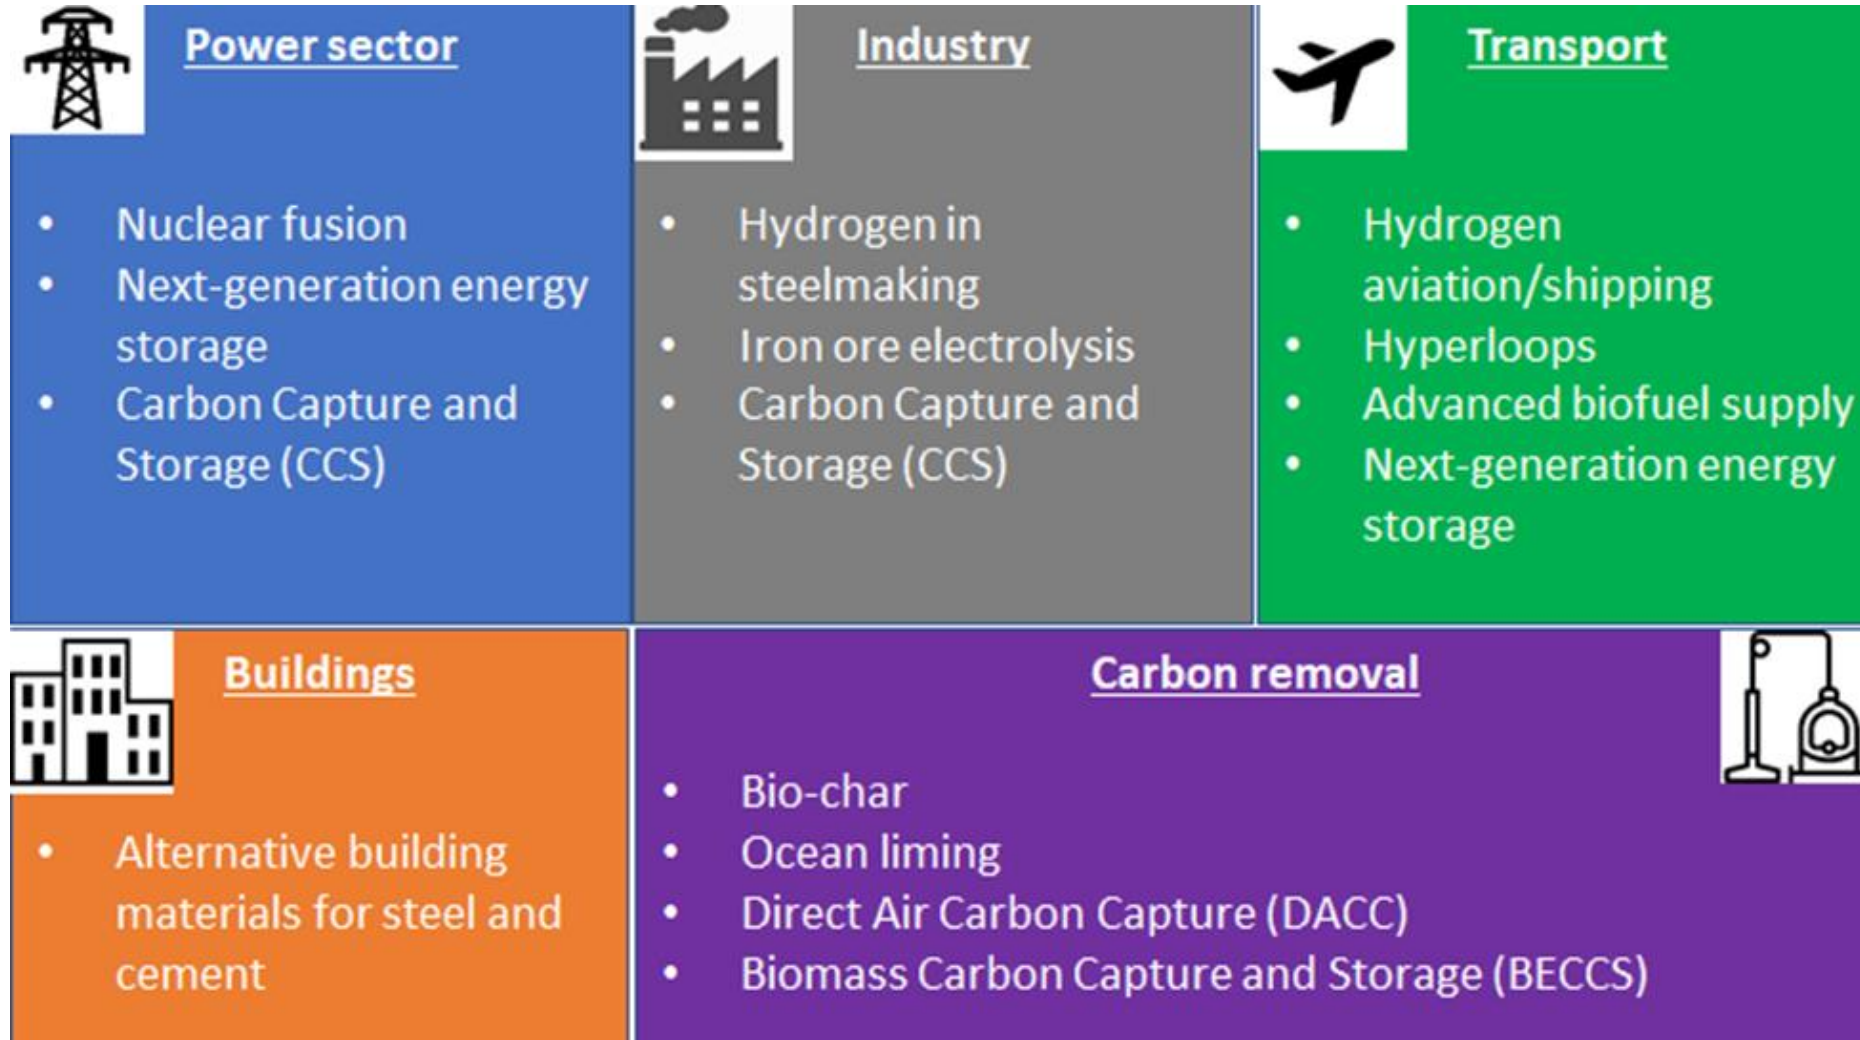 Power sector
• Nuclear fusion
• Next-generation energy
storage
• Carbon Capture and
Storage (CCS)
Industry
• Hydrogen in
steelmaking
• Iron ore electrolysis
• Carbon Capture and
Storage (CCS)
Transport
• Hydrogen
aviation/shipping
• Hyperloops
• Advanced biofuel supply
• Next-generation energy
storage
Buildings
• Alternative building
materials for steel and
cement
Carbon removal
• Bio-char
• Ocean liming
• Direct Air Carbon Capture (DACC)
• Biomass Carbon Capture and Storage (BECCS)